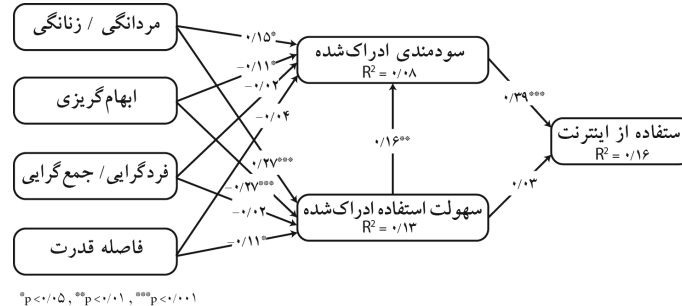 مردانگی / زنانگی
ابهام‌گریزی
فردگرایی/ جمع‌گرایی
فاصله قدرت
۰/۱۵*
−۰/۱۱*
−۰/۰۲
−۰/۰۴
۰/۲۷***
−۰/۲۷***
−۰/۰۲
−۰/۱۱*
سودمندی ادراک‌شده
R² = ۰/۰۸
۰/۱۶**
سهولت استفاده ادراک‌شده
R² = ۰/۱۳
۰/۳۹***
۰/۰۳
ستفاده از اینترنت
R² = ۰/۱۶
*p<۰/۰۵ , **p<۰/۰۱ , ***p<۰/۰۰۱